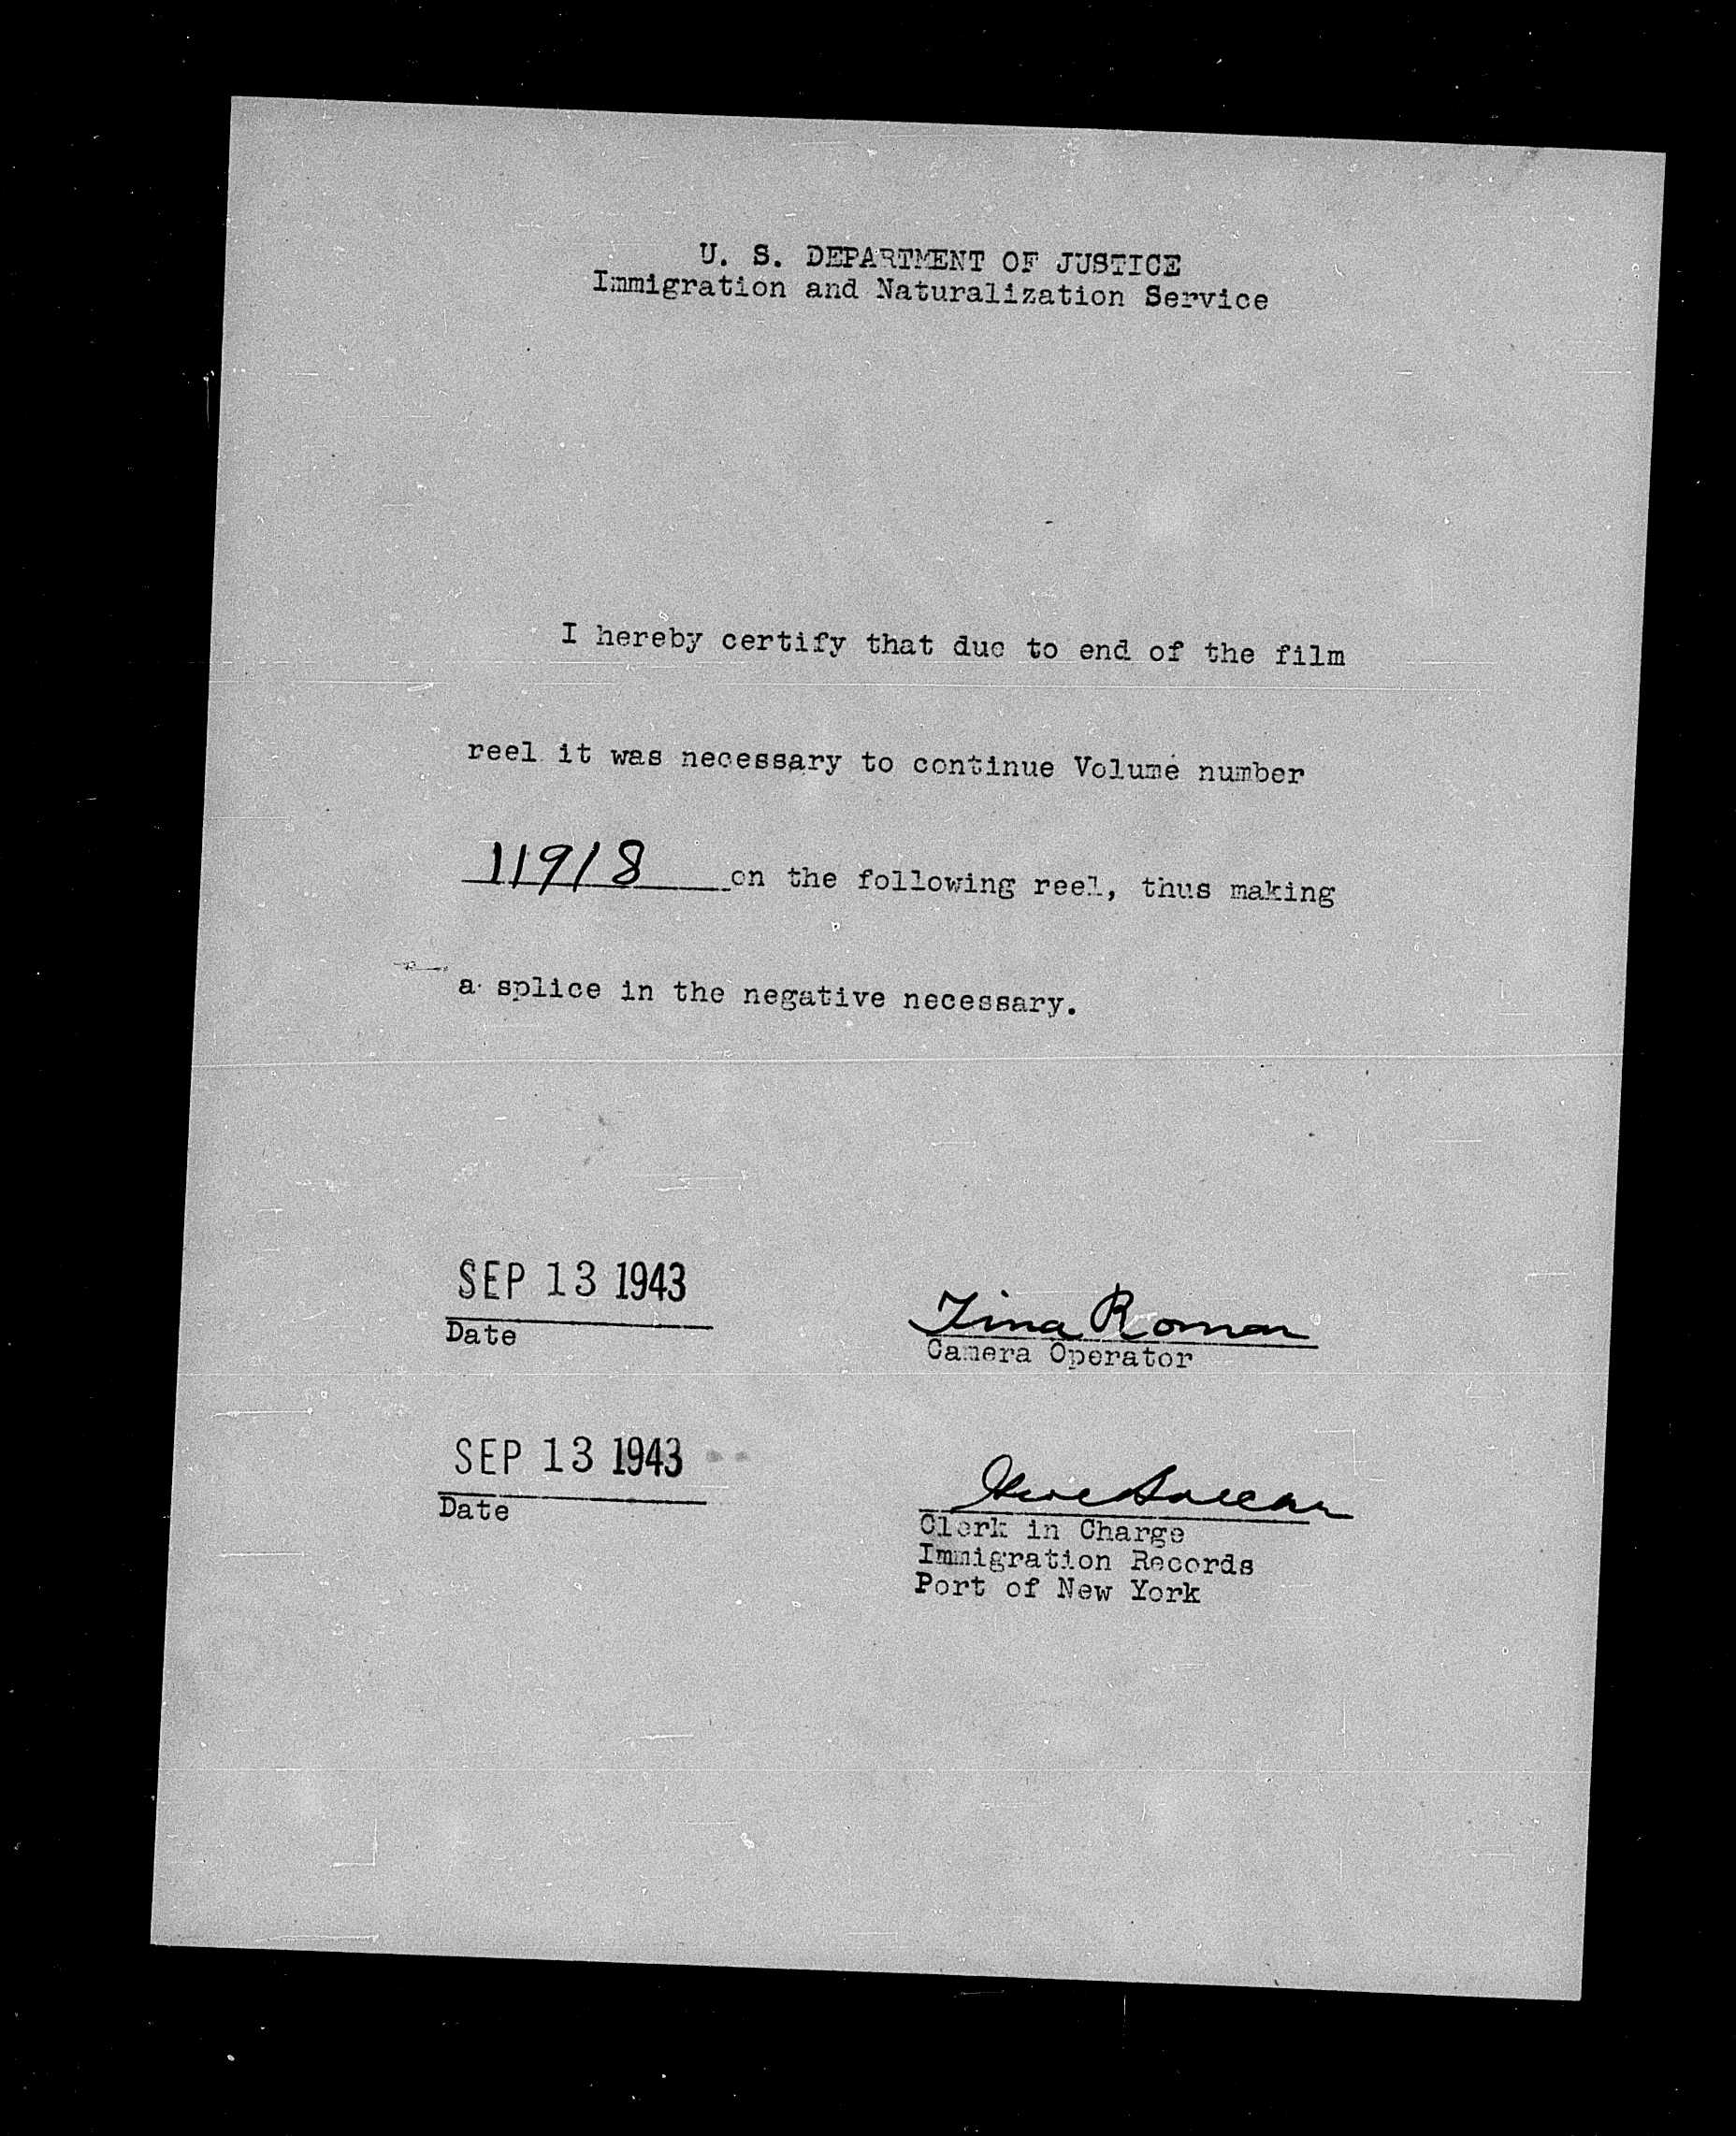 U. S. DEPARTMENT OF JUSTICE
Immigration and Naturalization Service
I hereby certify that due to end of the film
reel it was necessary to continue Volume number
11918 on the following reel, thus making
a splice in the negative necessary.
SEP 13 1943
Date
Tina Roman
Camera Operator
SEP 13 1943
Date
Clerk in Charge
Immigration Records
Port of New York